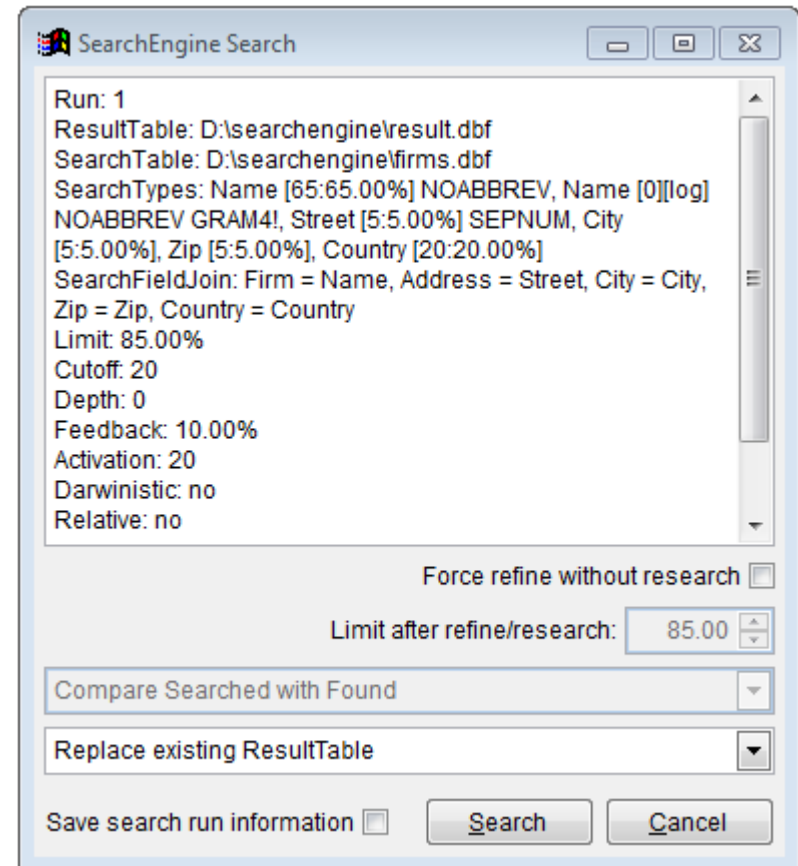 SearchEngine Search
Run: 1
ResultTable: D:\searchengine\result.dbf
SearchTable: D:\searchengine\firms.dbf
SearchTypes: Name [65:65.00%] NOABBREV, Name [0][log]
NOABBREV GRAM4!, Street [5:5.00%] SEPNUM, City
[5:5.00%], Zip [5:5.00%], Country [20:20.00%]
SearchFieldJoin: Firm = Name, Address = Street, City = City,
Zip = Zip, Country = Country
Limit: 85.00%
Cutoff: 20
Depth: 0
Feedback: 10.00%
Activation: 20
Darwinistic: no
Relative: no
Force refine without research
Limit after refine/research: 85.00
Compare Searched with Found
Replace existing ResultTable
Save search run information Search Cancel